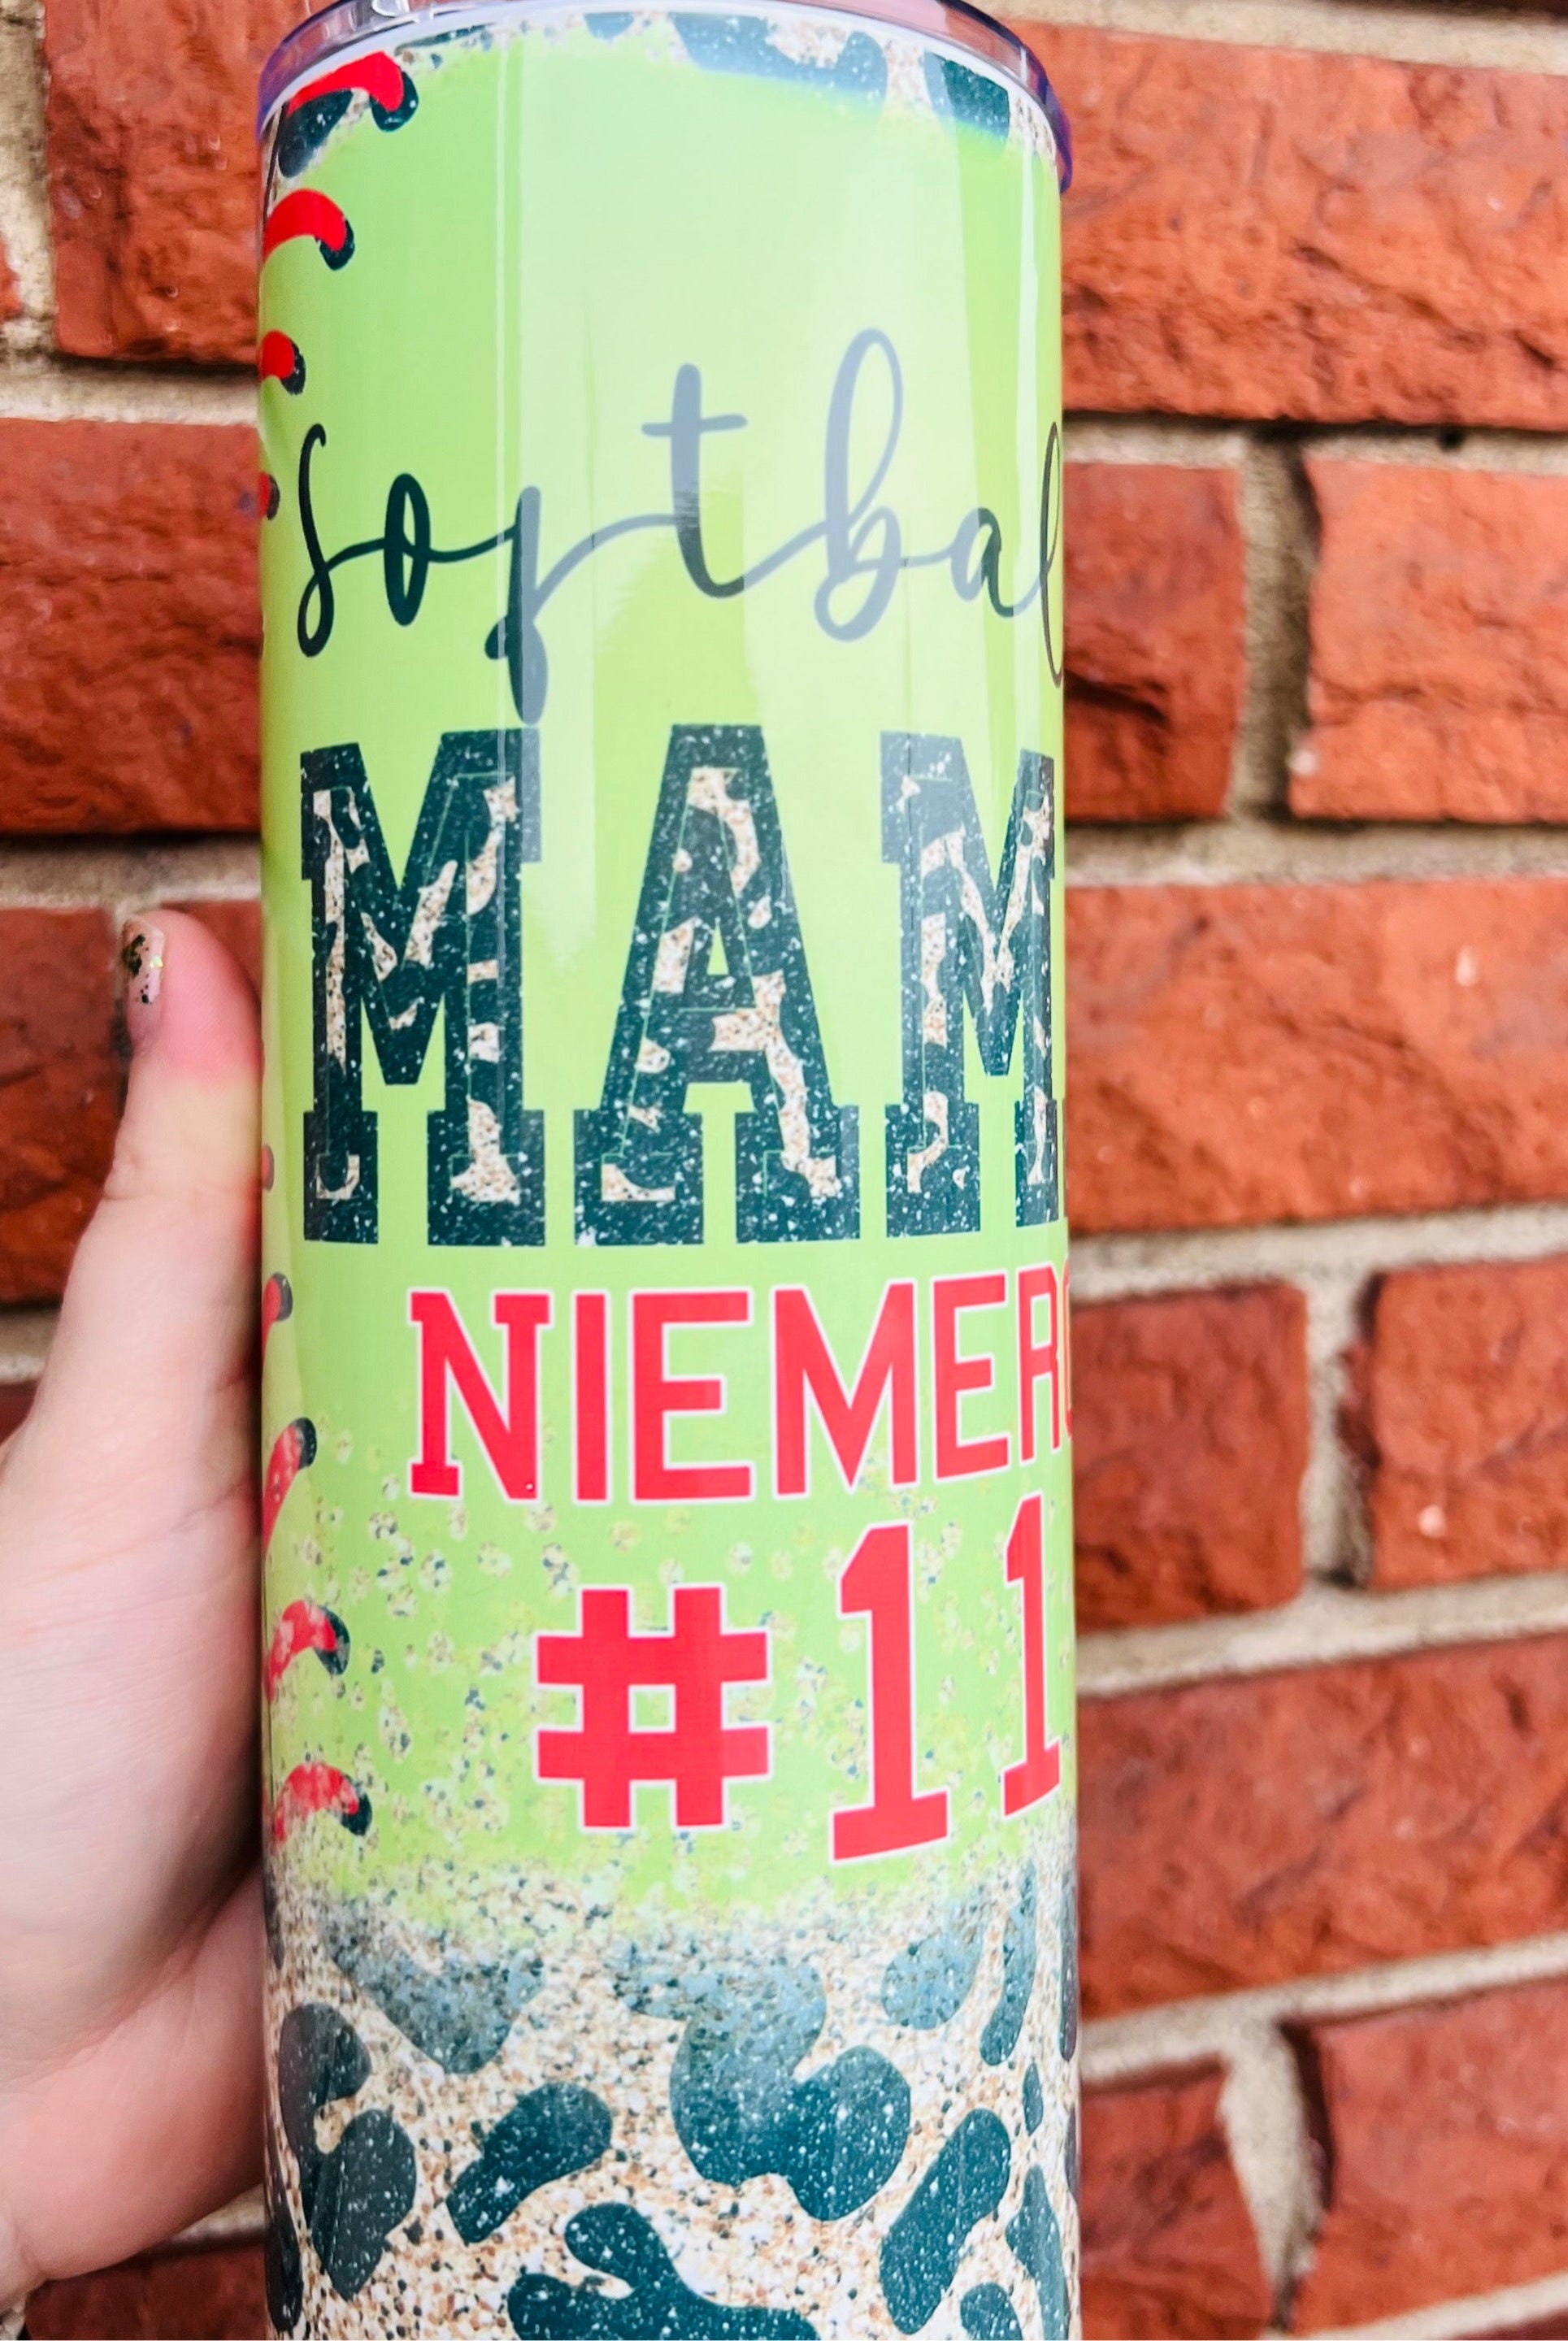 softbal
MAM
NIEMER
#11